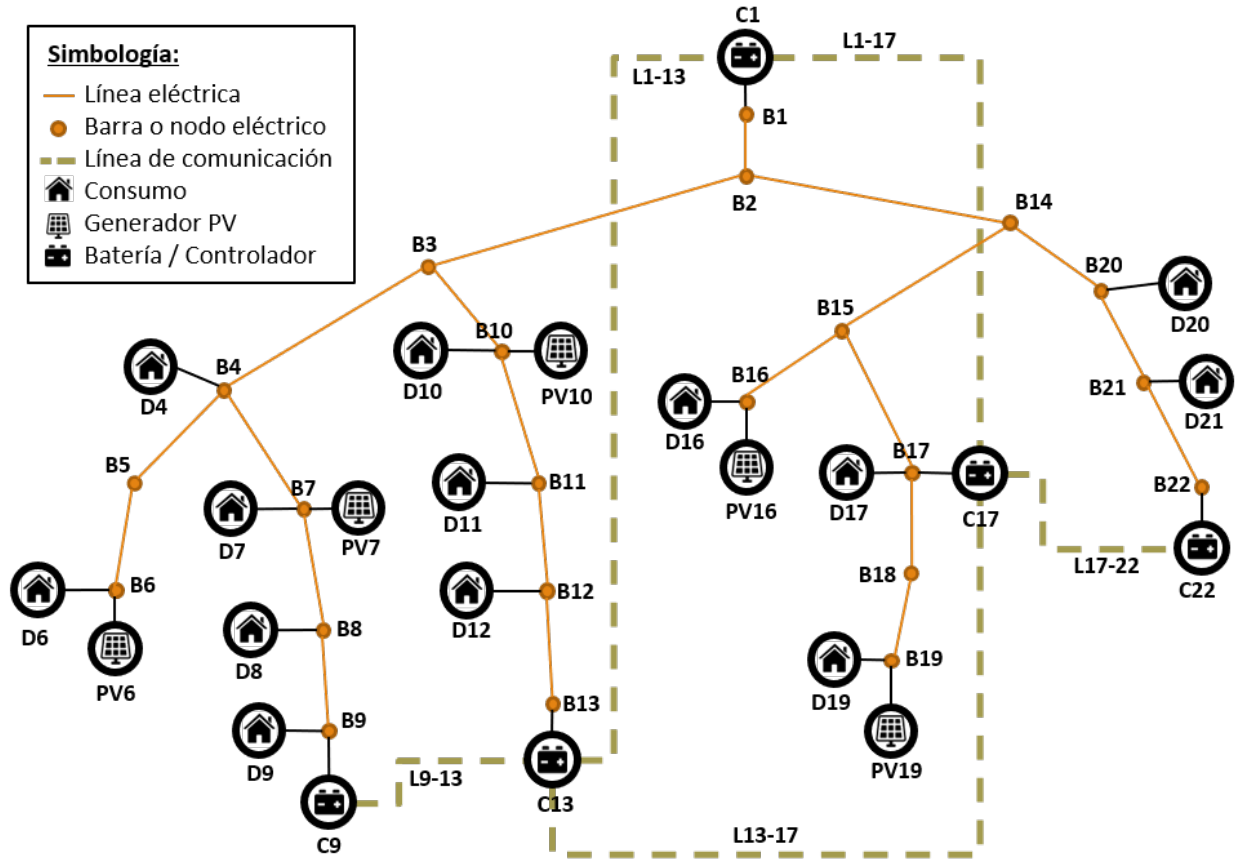 Simbología:
Línea eléctrica
Barra o nodo eléctrico
Línea de comunicación
Consumo
Generador PV
Batería / Controlador
C1
L1-13
L1-17
B1
B2
B14
B3
B20
D20
B15
B10
D10
PV10
B4
D4
B16
D16
PV16
B21
D21
B5
B7
D7
PV7
B11
D11
B17
D17
C17
B22
C22
L17-22
B6
D6
PV6
B8
D8
B12
D12
B18
B19
D19
PV19
B9
D9
B13
C13
L9-13
C9
L13-17